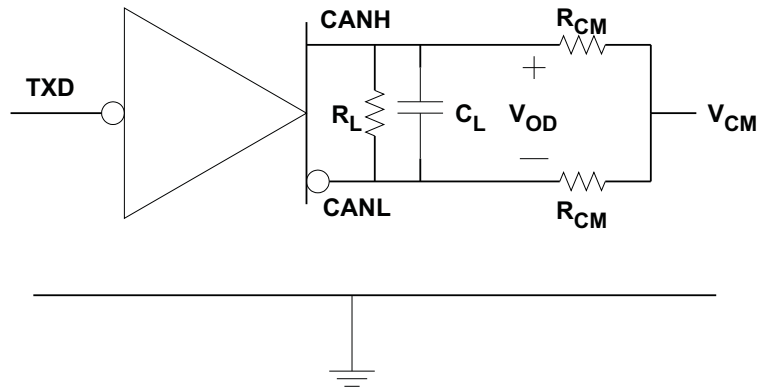 CANH
R_CM
TXD
+
R_L
C_L
V_OD
V_CM
−
CANL
R_CM